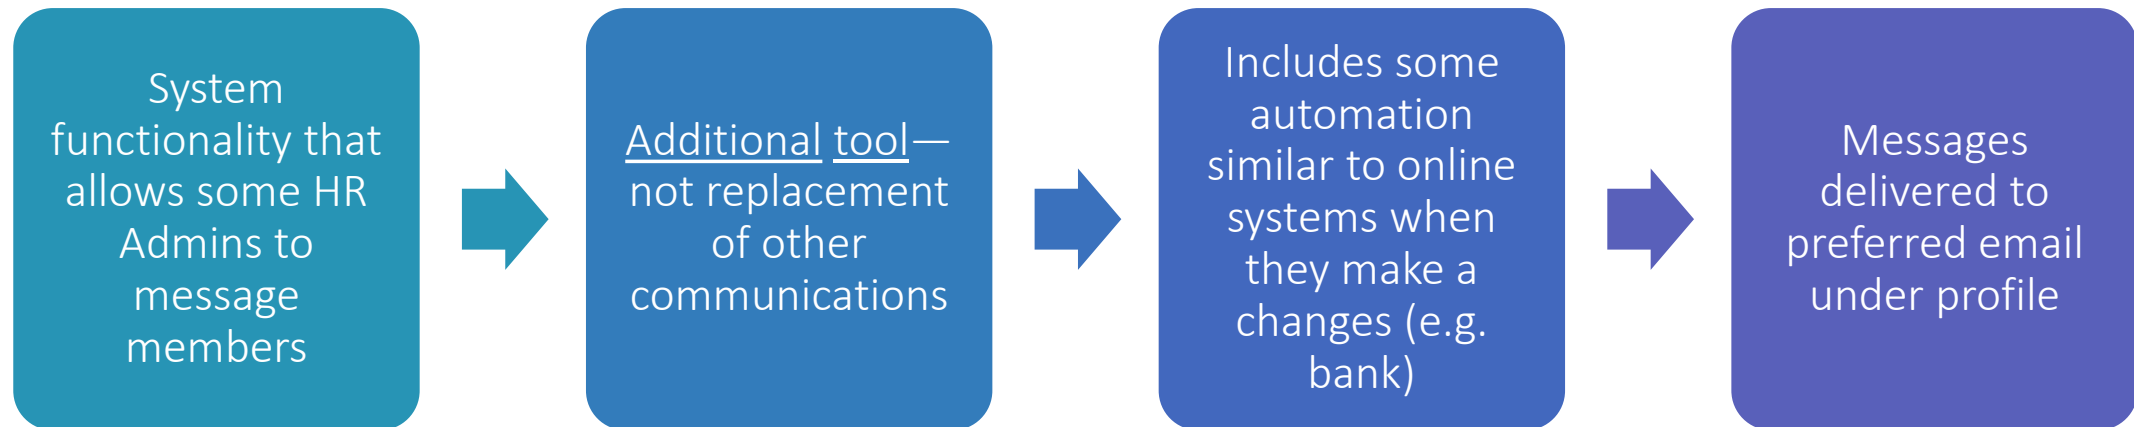 System
functionality that
allows some HR
Admins to
message
members
Additional tool—
not replacement
of other
communications
Includes some
automation
similar to online
systems when
they make a
changes (e.g.
bank)
Messages
delivered to
preferred email
under profile